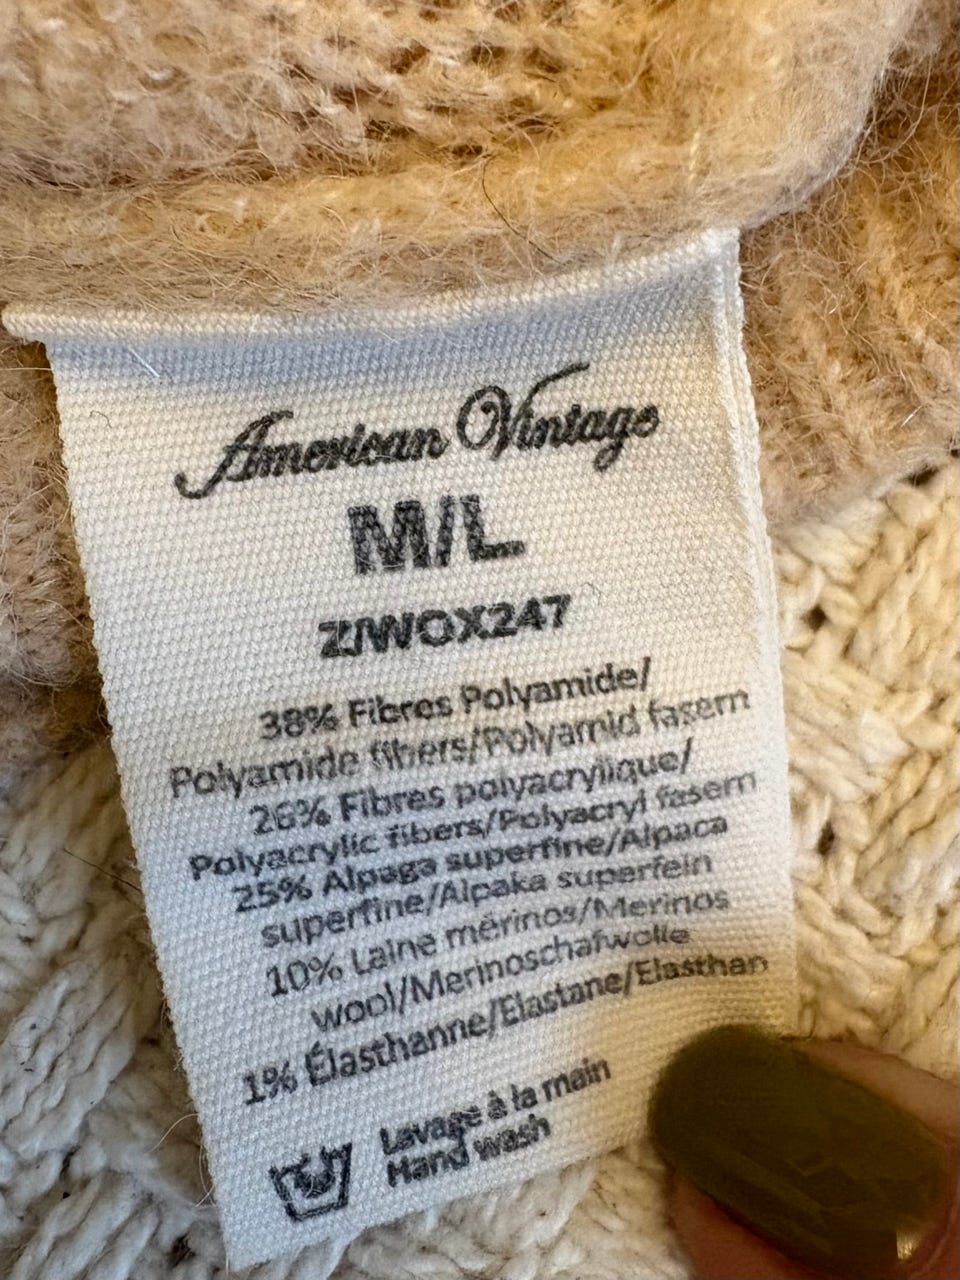 American Vintage
M/L
ZIWOX247
38% Fibres Polyamide/
Polyamide fibers/Polyamid fasern
26% Fibres polyacrylique/
Polyacrylic fibers/Polyacryl fasern
25% Alpaga superfine/Alpaca
superfine/Alpaka superfein
10% Laine mérinos/Merinos
wool/Merinoschafwolle
1% Élasthanne/Elastane/Elasthan
Lavage à la main
Hand wash